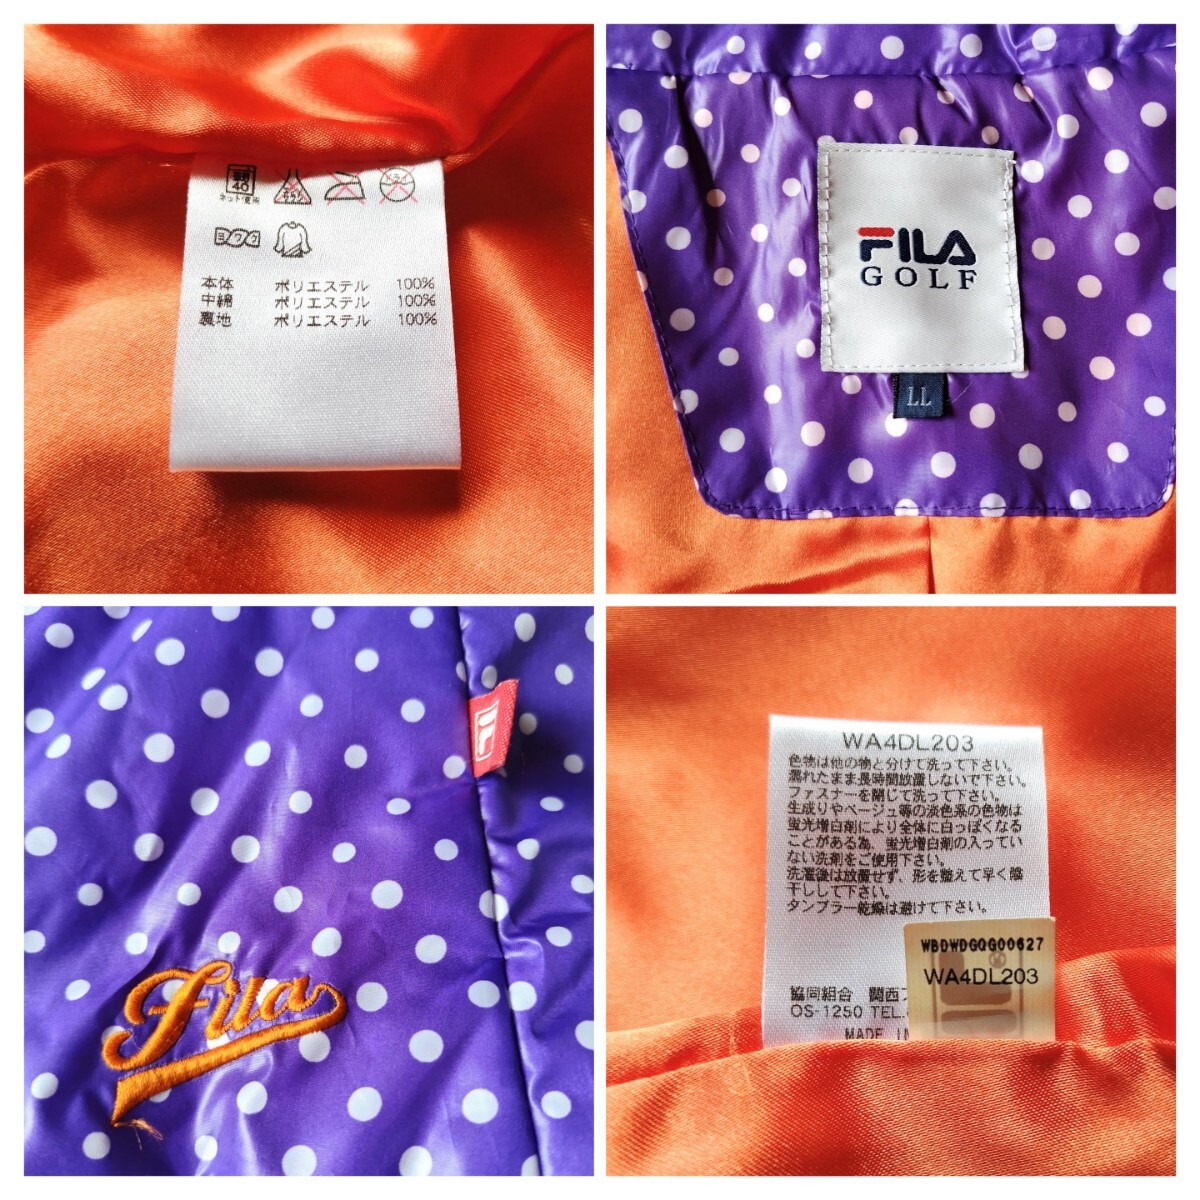 40
ネット使用
ドライ
ヨワク
本体 ポリエステル 100%
中綿 ポリエステル 100%
裏地 ポリエステル 100%
FILA
GOLF
LL
Fila
WA4DL203
色物は他の物と分けて洗って下さい。
濡れたまま長時間放置しないで下さい。
ファスナーを閉じて洗って下さい。
生成りやベージュ等の淡色系の色物は
蛍光増白剤により全体に白っぽくなる
ことがある為、蛍光増白剤の入ってい
ない洗剤をご使用下さい。
洗濯後は放置せず、形を整えて早く陰
干しして下さい。
タンブラー乾燥は避けて下さい。
WBDWDGQG00627
WA4DL203
協同組合 関西フ
OS-1250 TEL.
MADE IN